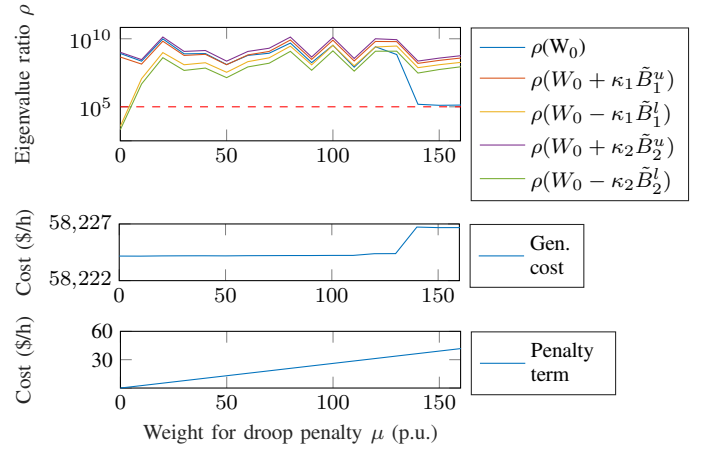 Eigenvalue ratio ρ
10^10
10^5
0
50
100
150
ρ(W_0)
ρ(W_0 + κ_1 B̃_1^u)
ρ(W_0 − κ_1 B̃_1^l)
ρ(W_0 + κ_2 B̃_2^u)
ρ(W_0 − κ_2 B̃_2^l)
Cost ($/h)
58,227
58,222
0
50
100
150
Gen.
cost
Cost ($/h)
60
30
0
50
100
150
Penalty
term
Weight for droop penalty μ (p.u.)